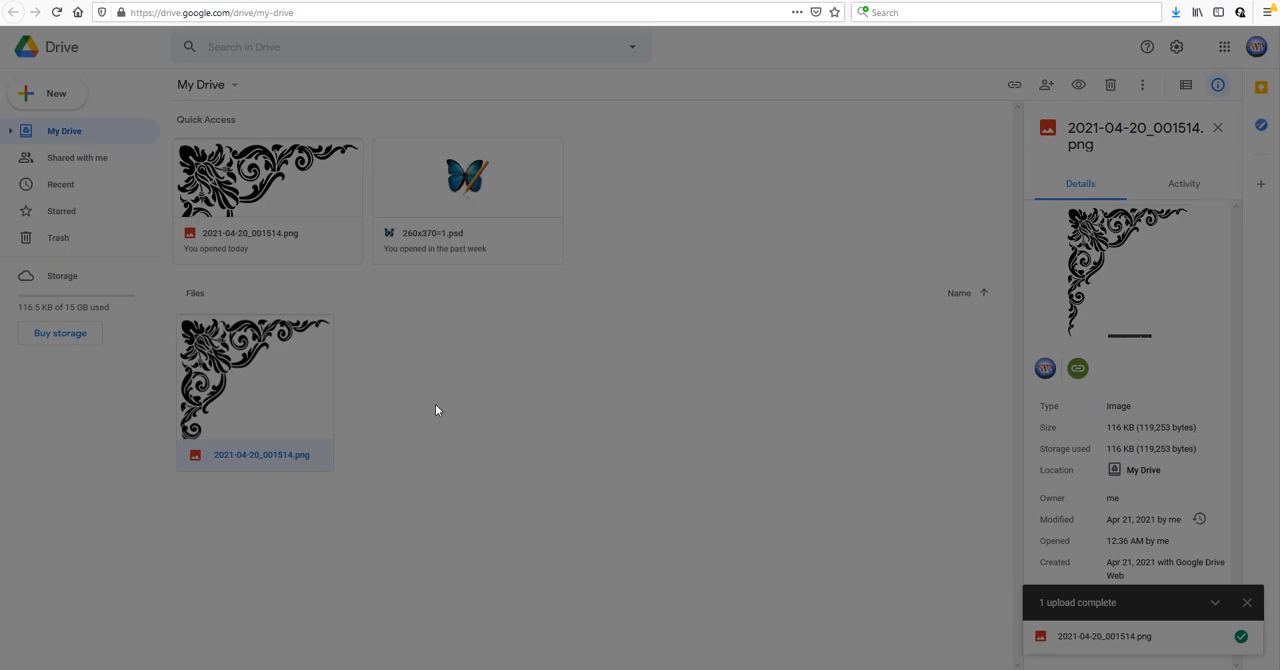 https://drive.google.com/drive/my-drive
Search
Drive
Search in Drive
New
My Drive
My Drive
Shared with me
Recent
Starred
Trash
Storage
116.5 KB of 15 GB used
Buy storage
Quick Access
2021-04-20_001514.png
You opened today
260x370=1.psd
You opened in the past week
Files
Name
2021-04-20_001514.png
2021-04-20_001514.
png
Details
Activity
Type Image
Size 116 KB (119,253 bytes)
Storage used 116 KB (119,253 bytes)
Location My Drive
Owner me
Modified Apr 21, 2021 by me
Opened 12:36 AM by me
Created Apr 21, 2021 with Google Drive
Web
1 upload complete
2021-04-20_001514.png